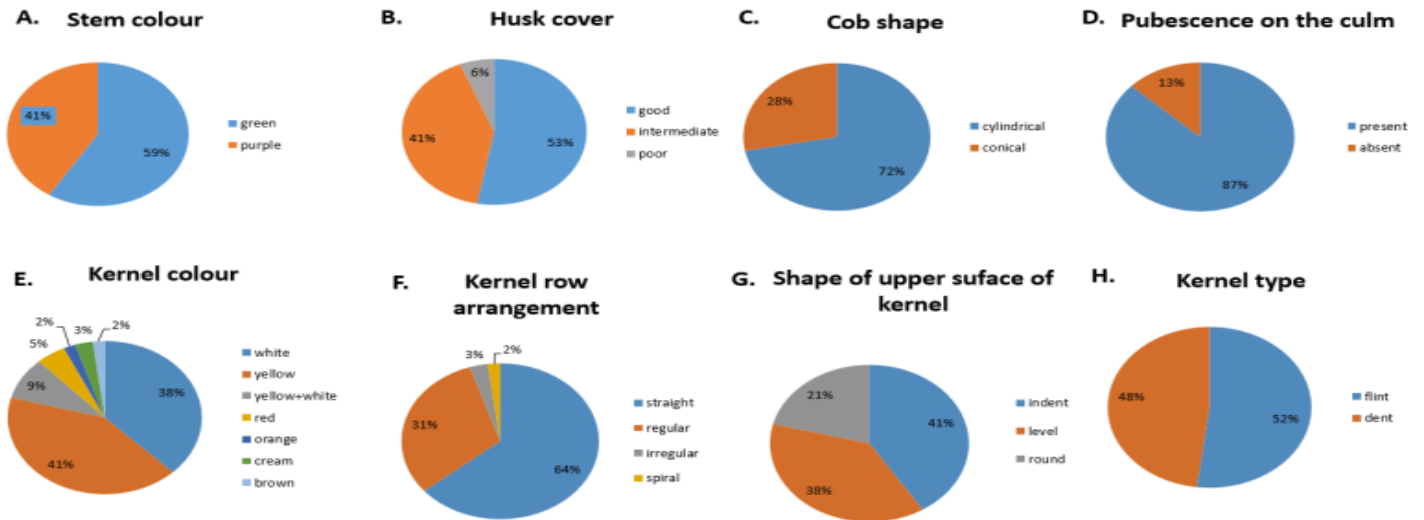 A. Stem colour
41%
59%
green
purple
B. Husk cover
6%
41%
53%
good
intermediate
poor
C. Cob shape
28%
72%
cylindrical
conical
D. Pubescence on the culm
13%
87%
present
absent
E. Kernel colour
2%
3%
2%
5%
9%
38%
41%
white
yellow
yellow+white
red
orange
cream
brown
F. Kernel row
arrangement
3%
2%
31%
64%
straight
regular
irregular
spiral
G. Shape of upper suface of
kernel
21%
41%
38%
indent
level
round
H. Kernel type
48%
52%
flint
dent